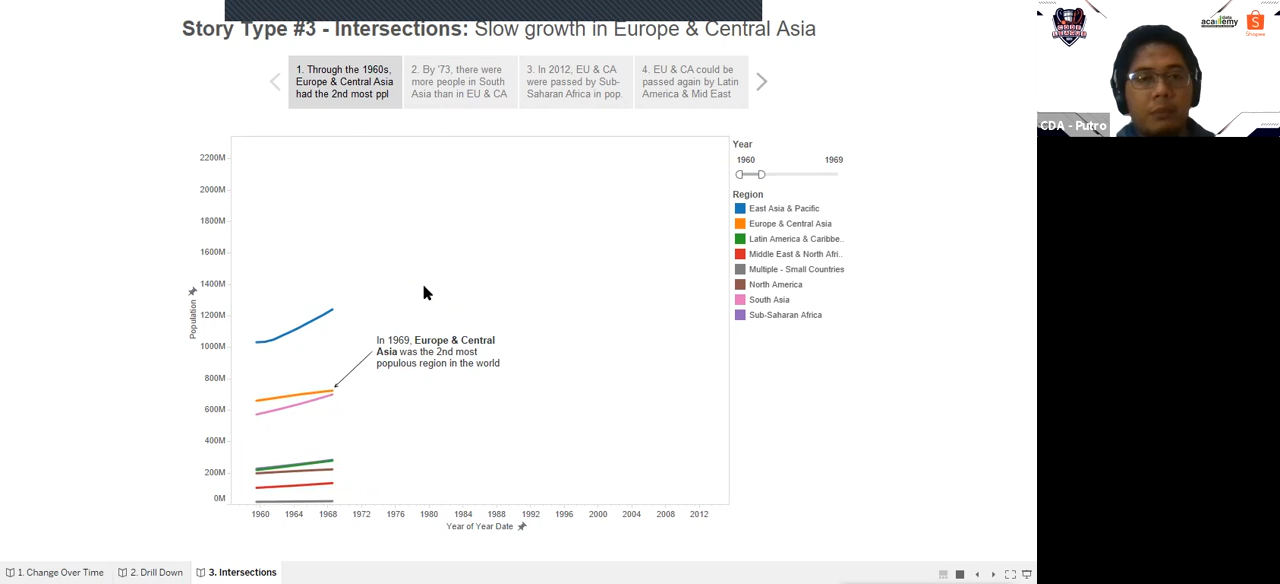 Story Type #3 - Intersections: Slow growth in Europe & Central Asia
1. Through the 1960s,
Europe & Central Asia
had the 2nd most ppl
2. By '73, there were
more people in South
Asia than in EU & CA
3. In 2012, EU & CA
were passed by Sub-
Saharan Africa in pop.
4. EU & CA could be
passed again by Latin
America & Mid East
2200M
2000M
1800M
1600M
1400M
1200M
1000M
800M
600M
400M
200M
0M
Population
In 1969, Europe & Central
Asia was the 2nd most
populous region in the world
1960 1964 1968 1972 1976 1980 1984 1988 1992 1996 2000 2004 2008 2012
Year of Year Date
Year
1960 1969
Region
East Asia & Pacific
Europe & Central Asia
Latin America & Caribbe..
Middle East & North Afri..
Multiple - Small Countries
North America
South Asia
Sub-Saharan Africa
1. Change Over Time 2. Drill Down 3. Intersections
CODE
LEAGUE
data
academy
Shopee
CDA - Putro